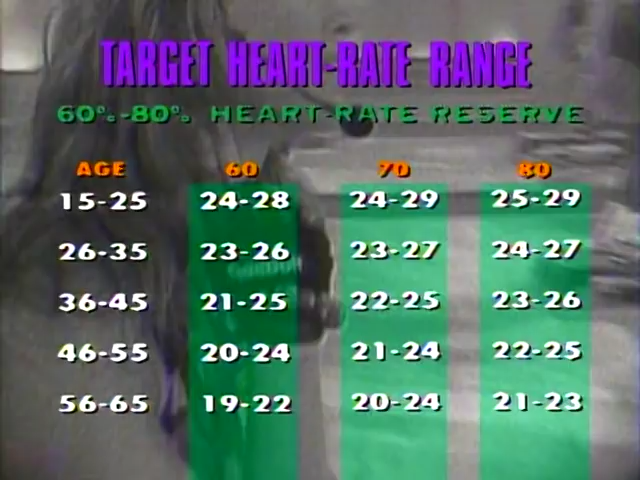 TARGET HEART-RATE RANGE
60%-80% HEART-RATE RESERVE
AGE 60 70 80
15-25 24-28 24-29 25-29
26-35 23-26 23-27 24-27
36-45 21-25 22-25 23-26
46-55 20-24 21-24 22-25
56-65 19-22 20-24 21-23